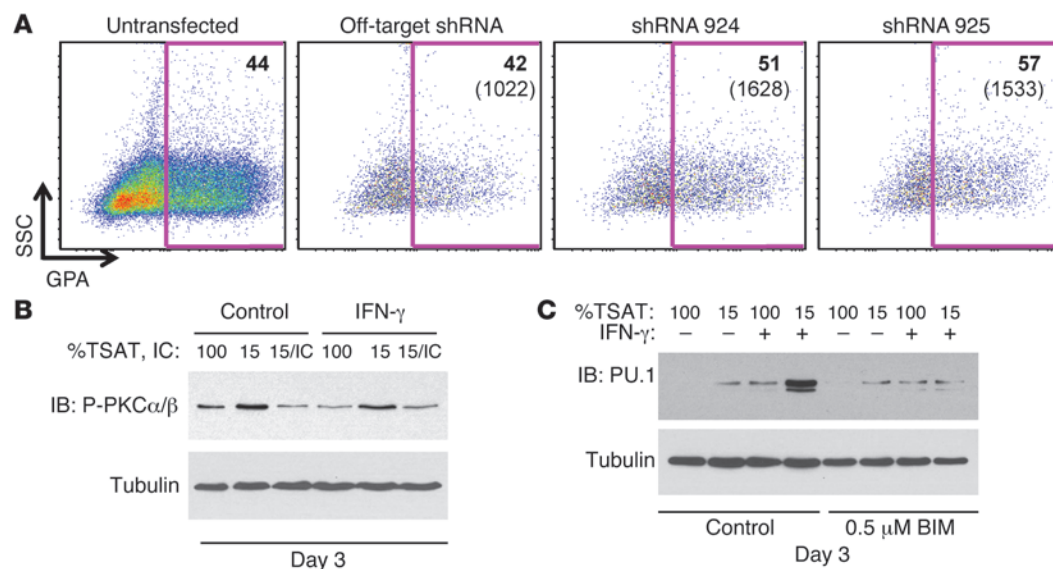 A
Untransfected
Off-target shRNA
shRNA 924
shRNA 925
44
42
(1022)
51
(1628)
57
(1533)
SSC
GPA
B
Control IFN-γ
%TSAT, IC: 100 15 15/IC 100 15 15/IC
IB: P-PKCα/β
Tubulin
Day 3
C
%TSAT: 100 15 100 15 100 15 100 15
IFN-γ: – – + + – – + +
IB: PU.1
Tubulin
Control 0.5 μM BIM
Day 3